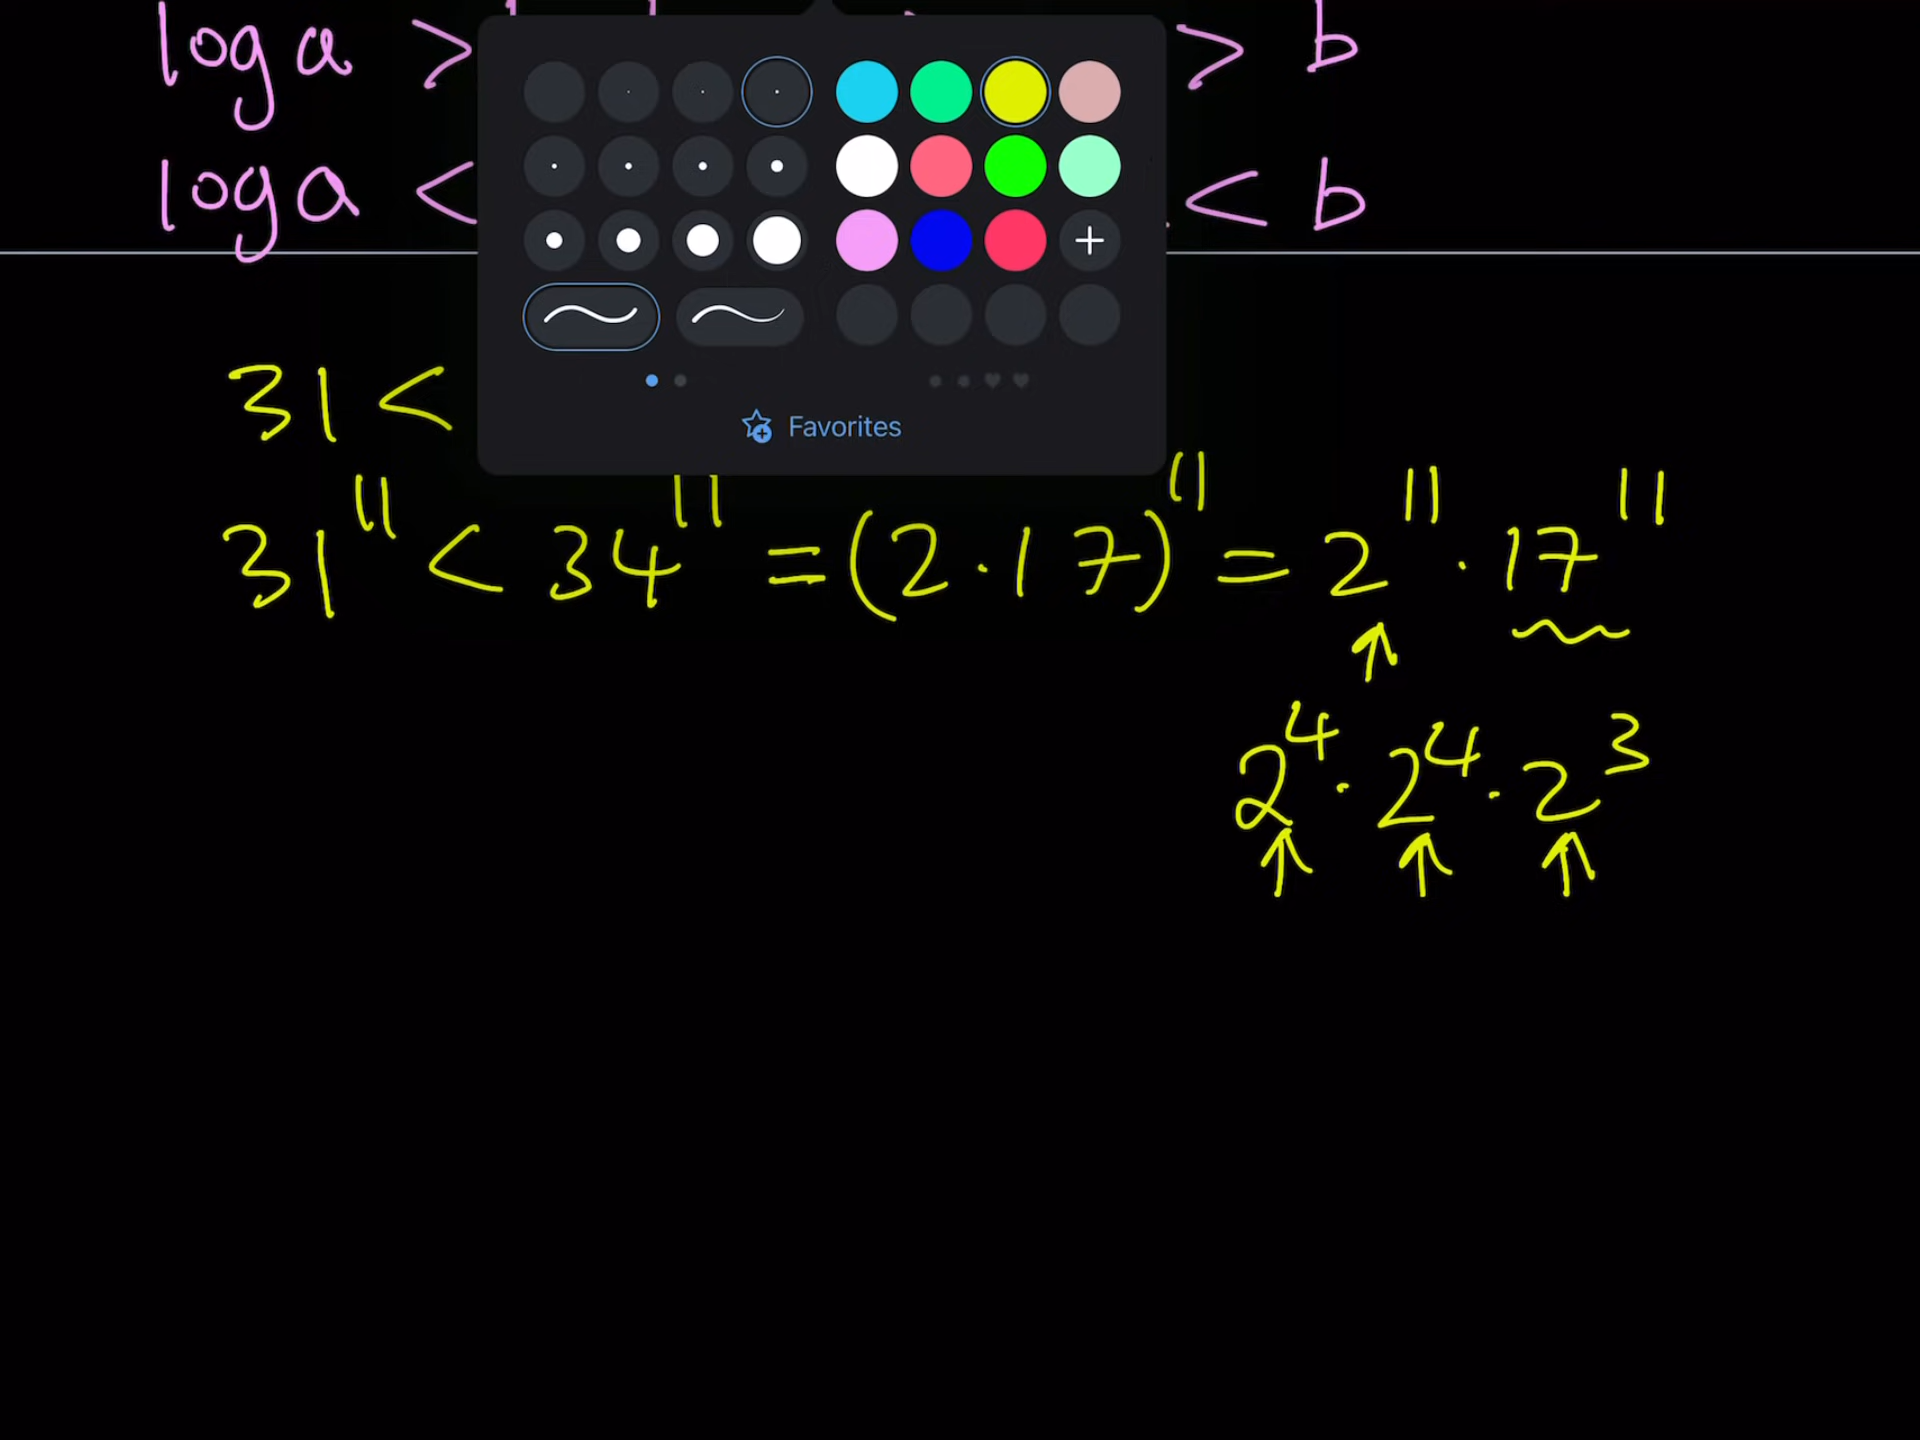 log a > > b
log a < < b
Favorites
31 <
31^11 < 34^11 = (2·17)^11 = 2^11 · 17^11
2^4 · 2^4 · 2^3